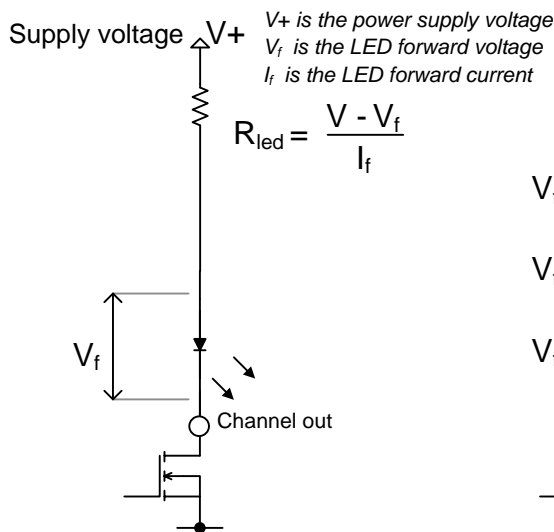 Supply voltage V+
V+ is the power supply voltage
Vf is the LED forward voltage
If is the LED forward current
Rled = V - Vf
If
Vf
Channel out